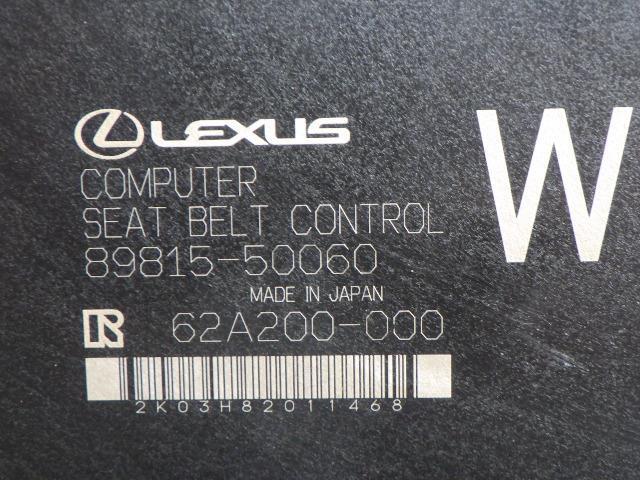 LEXUS
W
COMPUTER
SEAT BELT CONTROL
89815-50060
MADE IN JAPAN
R 62A200-000
2K03H82011468